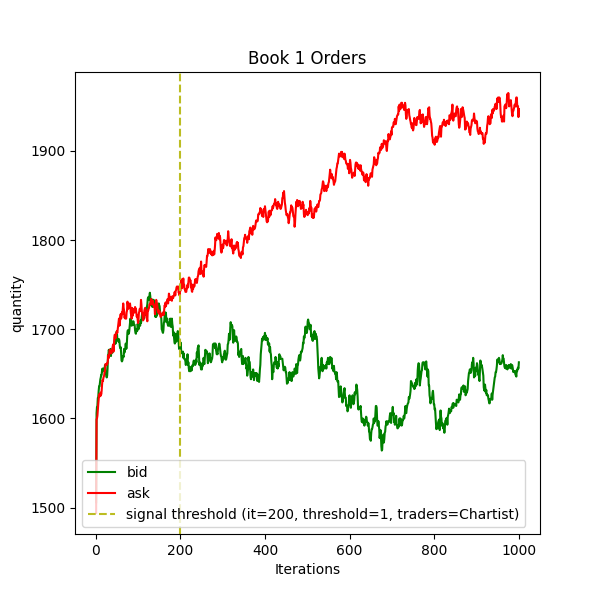 Book 1 Orders
quantity
1900
1800
1700
1600
1500
bid
ask
signal threshold (it=200, threshold=1, traders=Chartist)
0 200 400 600 800 1000
Iterations